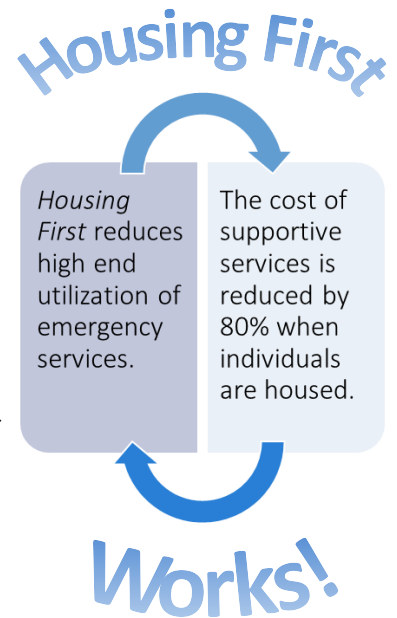 Housing First
Housing
First reduces
high end
utilization of
emergency
services.
The cost of
supportive
services is
reduced by
80% when
individuals
are housed.
Works!